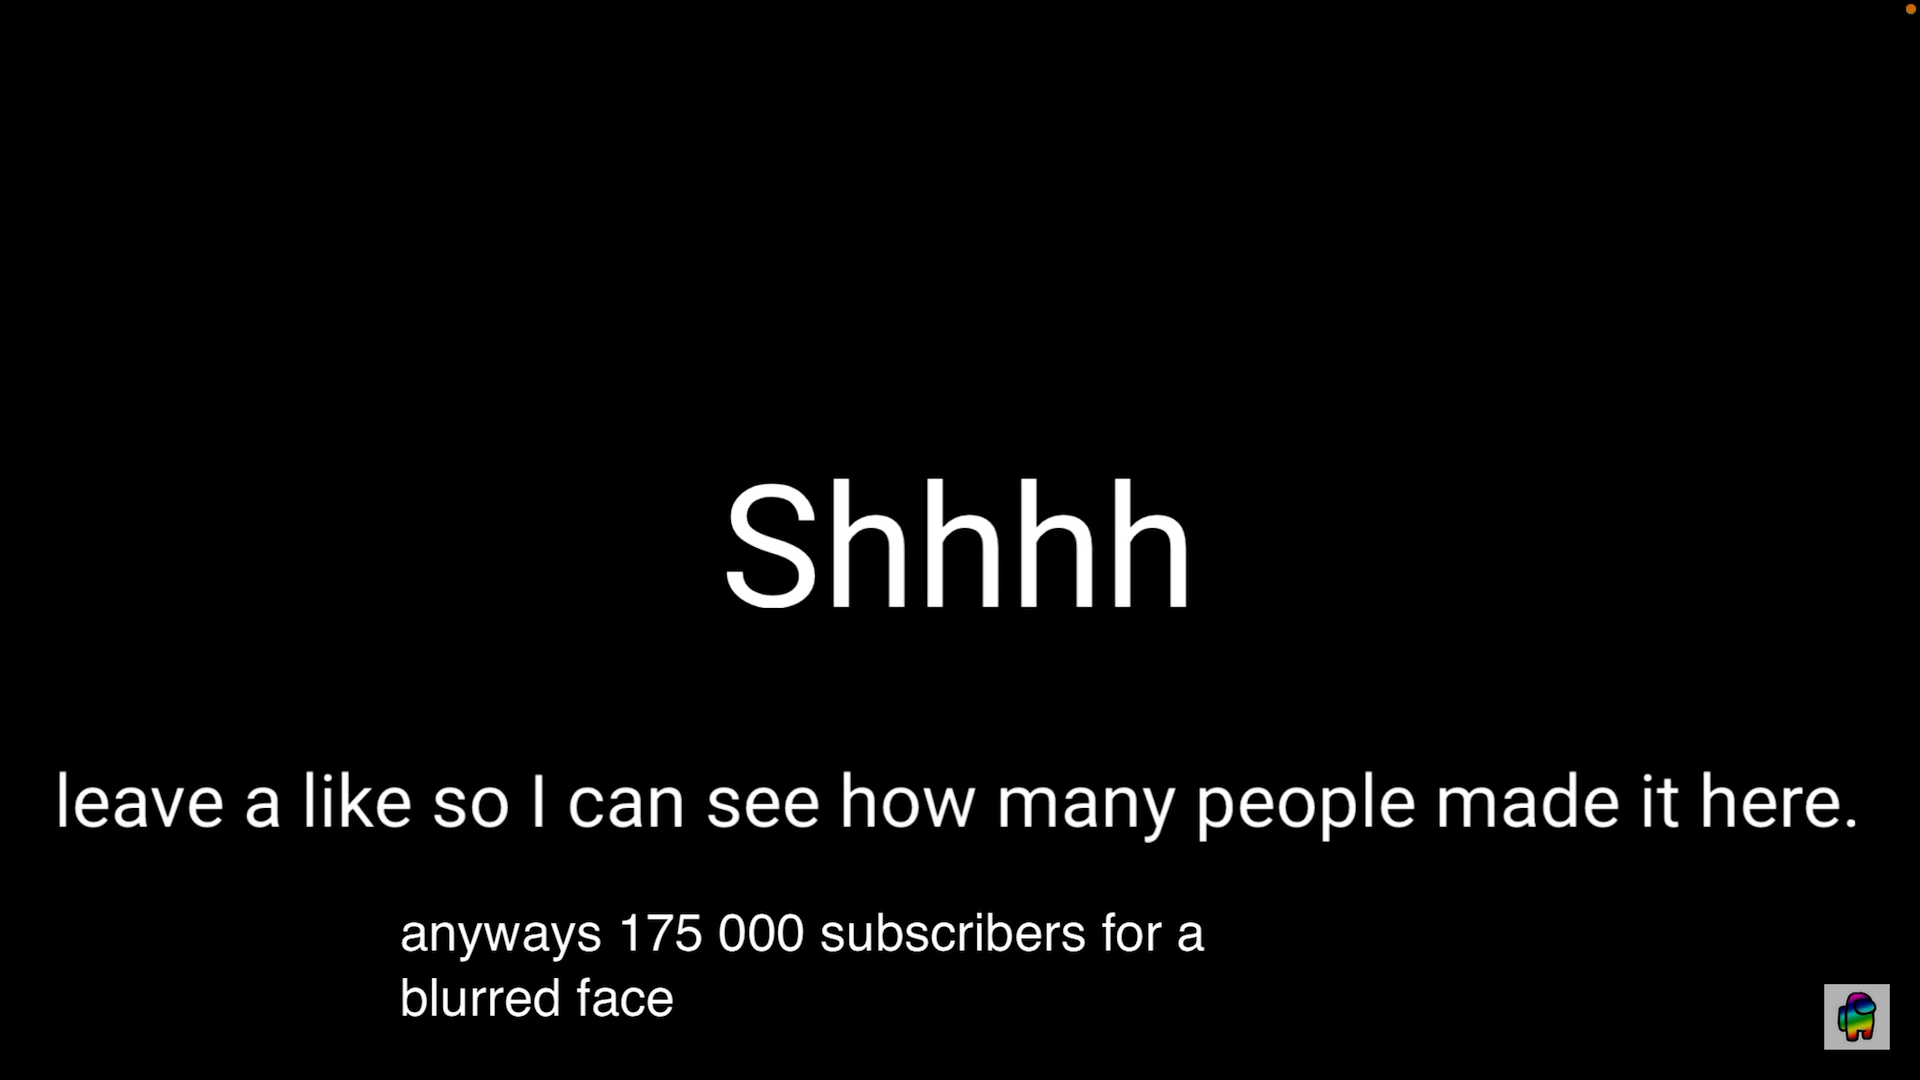 Shhhh
leave a like so I can see how many people made it here.
anyways 175 000 subscribers for a
blurred face